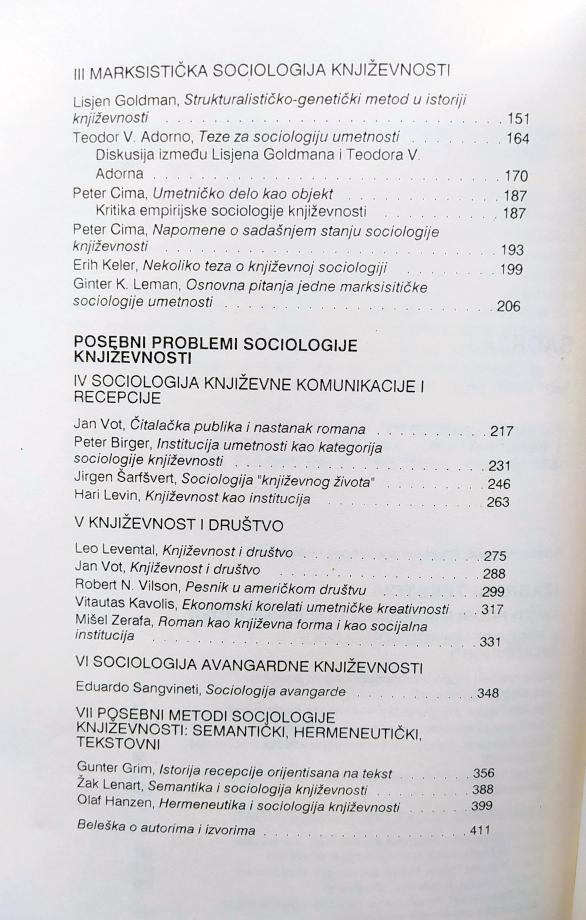 III MARKSISTIČKA SOCIOLOGIJA KNJIŽEVNOSTI
Lisjen Goldman, Strukturalističko-genetički metod u istoriji
književnosti . . . . . . . . . . . . . . . . . . . . . . . . 151
Teodor V. Adorno, Teze za sociologiju umetnosti . . . . . . . 164
Diskusija između Lisjena Goldmana i Teodora V.
Adorna . . . . . . . . . . . . . . . . . . . . . . . . 170
Peter Cima, Umetničko delo kao objekt . . . . . . . . . . . 187
Kritika empirijske sociologije književnosti . . . . . . . . 187
Peter Cima, Napomene o sadašnjem stanju sociologije
književnosti . . . . . . . . . . . . . . . . . . . . . . 193
Erih Keler, Nekoliko teza o književnoj sociologiji . . . . . . 199
Ginter K. Leman, Osnovna pitanja jedne marksisitičke
sociologije umetnosti . . . . . . . . . . . . . . . . . . 206
POSEBNI PROBLEMI SOCIOLOGIJE
KNJIŽEVNOSTI
IV SOCIOLOGIJA KNJIŽEVNE KOMUNIKACIJE I
RECEPCIJE
Jan Vot, Čitalačka publika i nastanak romana . . . . . . . . 217
Peter Birger, Institucija umetnosti kao kategorija
sociologije književnosti . . . . . . . . . . . . . . . . . 231
Jirgen Šarfšvert, Sociologija "književnog života" . . . . . . . 246
Hari Levin, Književnost kao institucija . . . . . . . . . . . 263
V KNJIŽEVNOST I DRUŠTVO
Leo Levental, Književnost i društvo . . . . . . . . . . . . 275
Jan Vot, Književnost i društvo . . . . . . . . . . . . . . 288
Robert N. Vilson, Pesnik u američkom društvu . . . . . . . . 299
Vitautas Kavolis, Ekonomski korelati umetničke kreativnosti . . 317
Mišel Zerafa, Roman kao književna forma i kao socijalna
institucija . . . . . . . . . . . . . . . . . . . . . . . 331
VI SOCIOLOGIJA AVANGARDNE KNJIŽEVNOSTI
Eduardo Sangvineti, Sociologija avangarde . . . . . . . . . 348
VII POSEBNI METODI SOCIOLOGIJE
KNJIŽEVNOSTI: SEMANTIČKI, HERMENEUTIČKI,
TEKSTOVNI
Gunter Grim, Istorija recepcije orijentisana na tekst . . . . . . 356
Žak Lenart, Semantika i sociologija književnosti . . . . . . . 388
Olaf Hanzen, Hermeneutika i sociologija književnosti . . . . . 399
Beleška o autorima i izvorima . . . . . . . . . . . . . . . 411